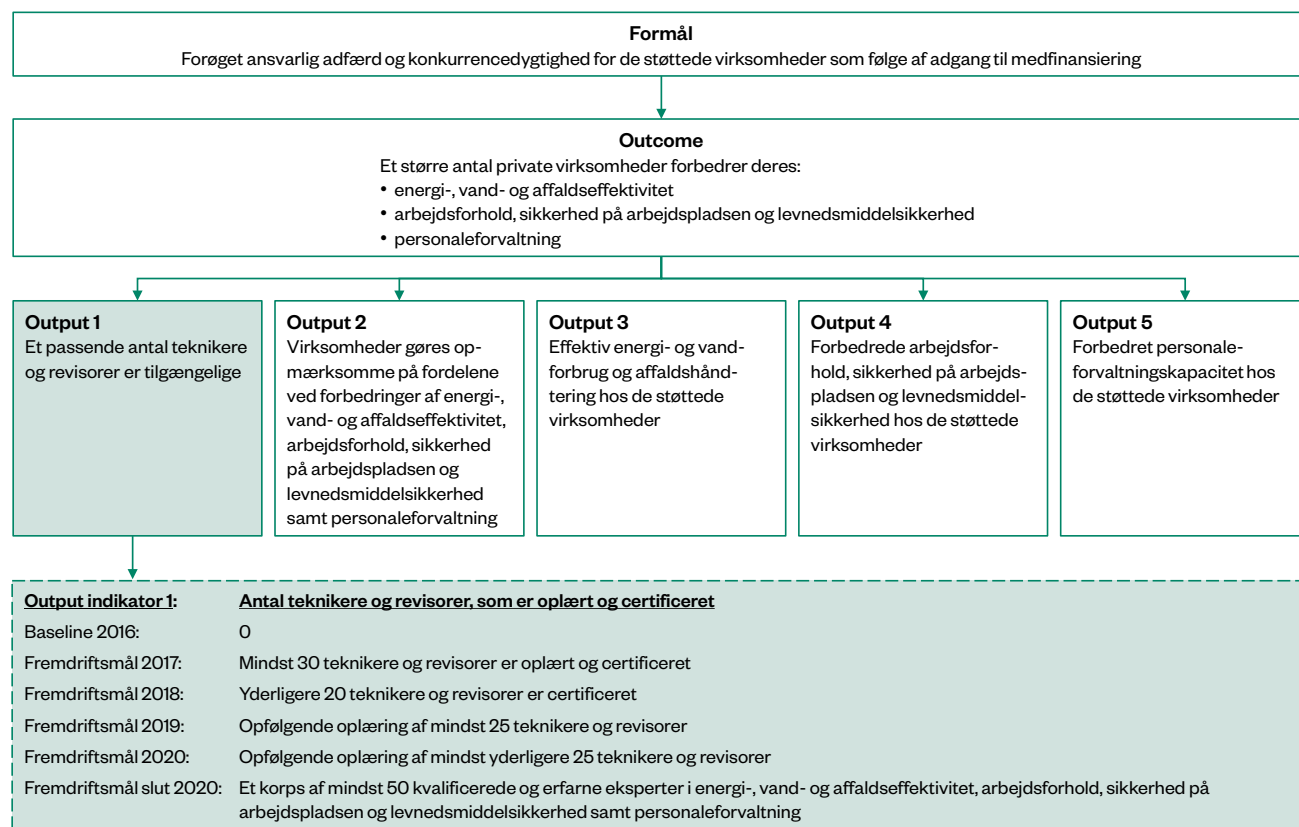 Formål
Forøget ansvarlig adfærd og konkurrencedygtighed for de støttede virksomheder som følge af adgang til medfinansiering
Outcome
Et større antal private virksomheder forbedrer deres:
• energi-, vand- og affaldseffektivitet
• arbejdsforhold, sikkerhed på arbejdspladsen og levnedsmiddelsikkerhed
• personaleforvaltning
Output 1
Et passende antal teknikere
og revisorer er tilgængelige
Output 2
Virksomheder gøres op-
mærksomme på fordelene
ved forbedringer af energi-,
vand- og affaldseffektivitet,
arbejdsforhold, sikkerhed
på arbejdspladsen og
levnedsmiddelsikkerhed
samt personaleforvaltning
Output 3
Effektiv energi- og vand-
forbrug og affaldshånd-
tering hos de støttede
virksomheder
Output 4
Forbedrede arbejdsfor-
hold, sikkerhed på arbejds-
pladsen og levnedsmiddel-
sikkerhed hos de støttede
virksomheder
Output 5
Forbedret personale-
forvaltningskapacitet hos
de støttede virksomheder
Output indikator 1: Antal teknikere og revisorer, som er oplært og certificeret
Baseline 2016: 0
Fremdriftsmål 2017: Mindst 30 teknikere og revisorer er oplært og certificeret
Fremdriftsmål 2018: Yderligere 20 teknikere og revisorer er certificeret
Fremdriftsmål 2019: Opfølgende oplæring af mindst 25 teknikere og revisorer
Fremdriftsmål 2020: Opfølgende oplæring af mindst yderligere 25 teknikere og revisorer
Fremdriftsmål slut 2020: Et korps af mindst 50 kvalificerede og erfarne eksperter i energi-, vand- og affaldseffektivitet, arbejdsforhold, sikkerhed på
arbejdspladsen og levnedsmiddelsikkerhed samt personaleforvaltning